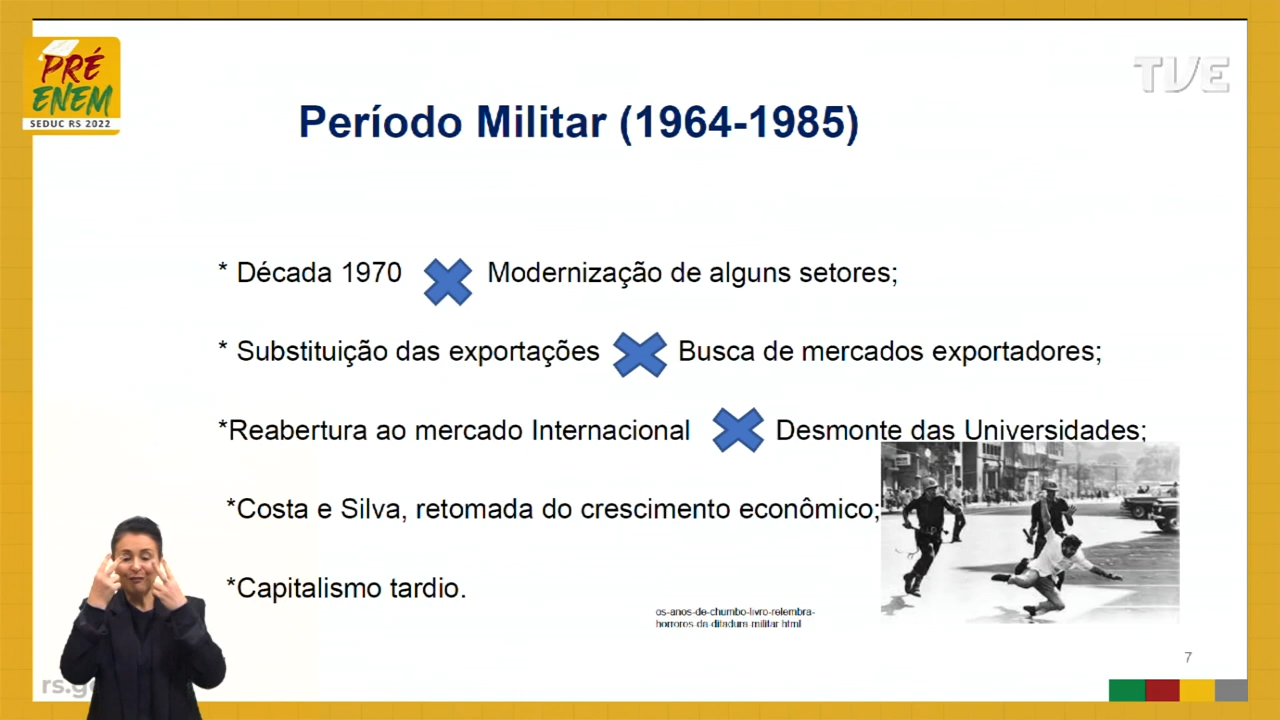 PRÉ
ENEM
SEDUC RS 2022
TVE
Período Militar (1964-1985)
* Década 1970 Modernização de alguns setores;
* Substituição das exportações Busca de mercados exportadores;
*Reabertura ao mercado Internacional Desmonte das Universidades;
*Costa e Silva, retomada do crescimento econômico;
*Capitalismo tardio.
os-anos-de-chumbo-livro-relembra-
horrores-da-ditadura-militar.html
7
rs.g